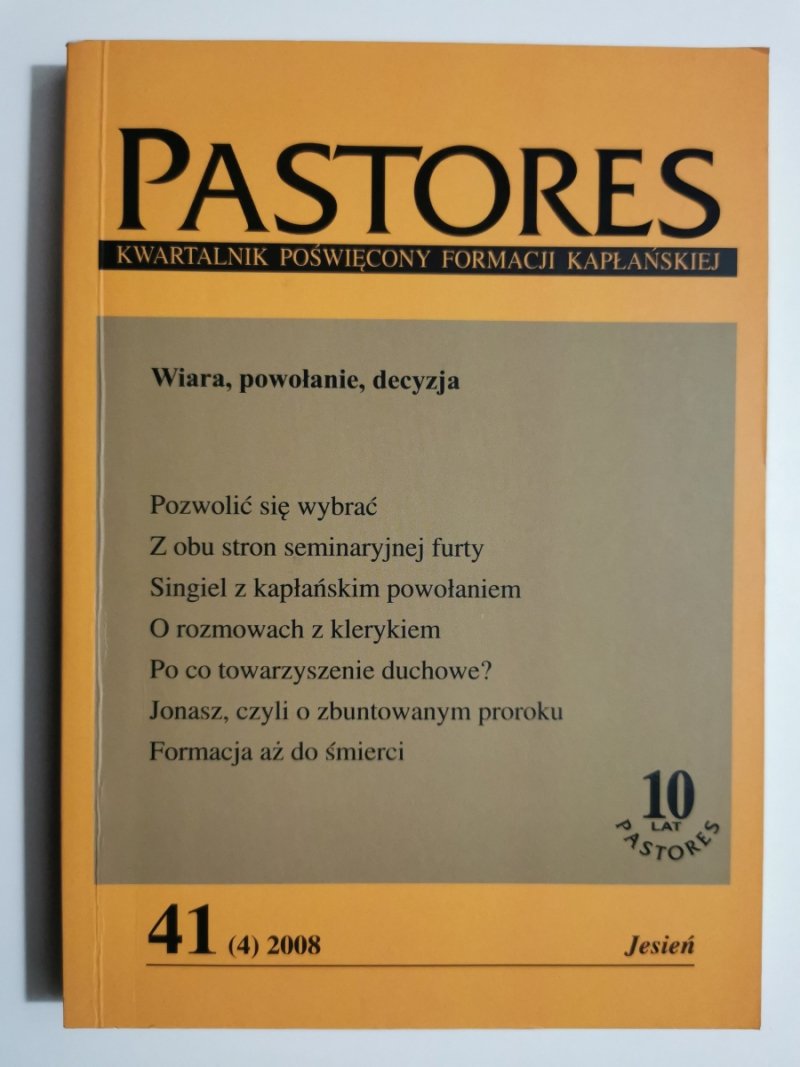 PASTORES
KWARTALNIK POŚWIĘCONY FORMACJI KAPŁAŃSKIEJ
Wiara, powołanie, decyzja
Pozwolić się wybrać
Z obu stron seminaryjnej furty
Singiel z kapłańskim powołaniem
O rozmowach z klerykiem
Po co towarzyszenie duchowe?
Jonasz, czyli o zbuntowanym proroku
Formacja aż do śmierci
10
LAT
PASTORES
41 (4) 2008
Jesień